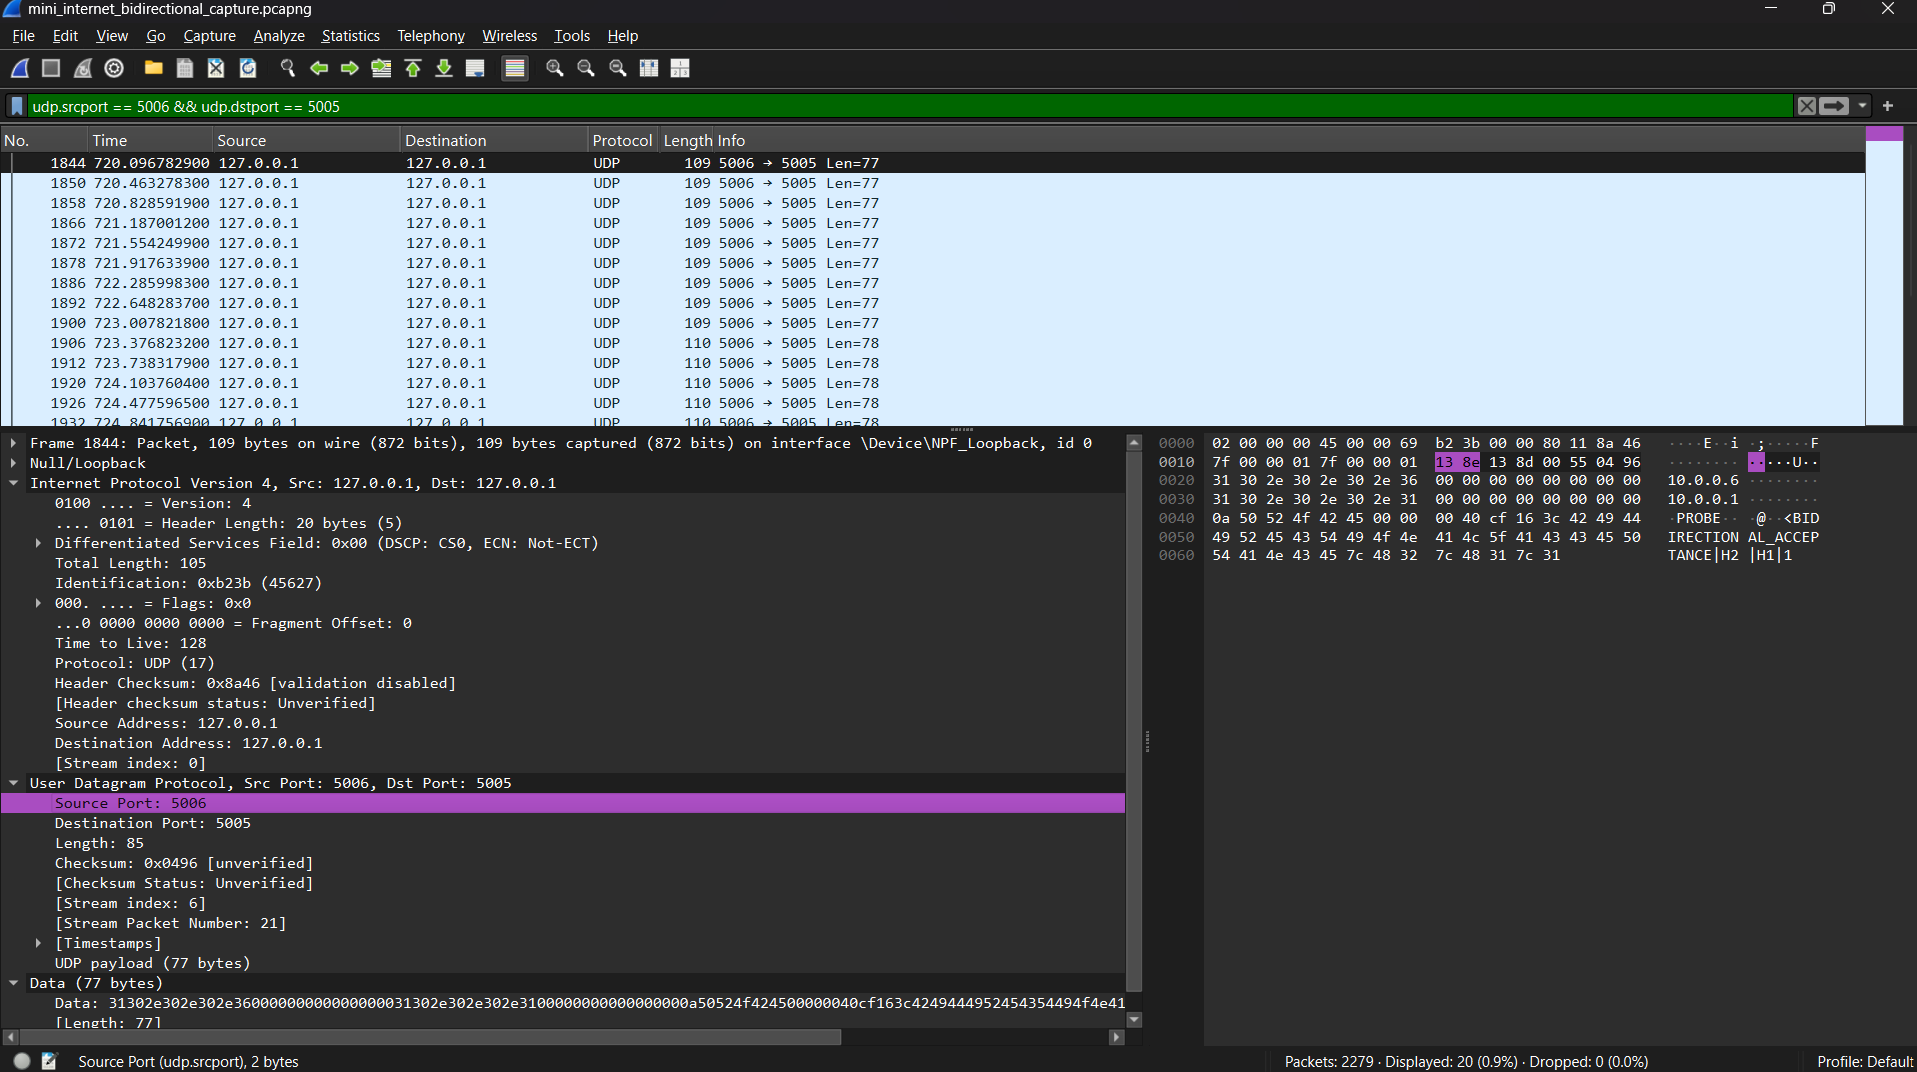 mini_internet_bidirectional_capture.pcapng
File Edit View Go Capture Analyze Statistics Telephony Wireless Tools Help
udp.srcport == 5006 && udp.dstport == 5005
No. Time Source Destination Protocol Length Info
1844 720.096782900 127.0.0.1 127.0.0.1 UDP 109 5006 → 5005 Len=77
1850 720.463278300 127.0.0.1 127.0.0.1 UDP 109 5006 → 5005 Len=77
1858 720.828591900 127.0.0.1 127.0.0.1 UDP 109 5006 → 5005 Len=77
1866 721.187001200 127.0.0.1 127.0.0.1 UDP 109 5006 → 5005 Len=77
1872 721.554249900 127.0.0.1 127.0.0.1 UDP 109 5006 → 5005 Len=77
1878 721.917633900 127.0.0.1 127.0.0.1 UDP 109 5006 → 5005 Len=77
1886 722.285998300 127.0.0.1 127.0.0.1 UDP 109 5006 → 5005 Len=77
1892 722.648283700 127.0.0.1 127.0.0.1 UDP 109 5006 → 5005 Len=77
1900 723.007821800 127.0.0.1 127.0.0.1 UDP 109 5006 → 5005 Len=77
1906 723.376823200 127.0.0.1 127.0.0.1 UDP 110 5006 → 5005 Len=78
1912 723.738317900 127.0.0.1 127.0.0.1 UDP 110 5006 → 5005 Len=78
1920 724.103760400 127.0.0.1 127.0.0.1 UDP 110 5006 → 5005 Len=78
1926 724.477596500 127.0.0.1 127.0.0.1 UDP 110 5006 → 5005 Len=78
1932 724.841756900 127.0.0.1 127.0.0.1 UDP 110 5006 → 5005 Len=78
Frame 1844: Packet, 109 bytes on wire (872 bits), 109 bytes captured (872 bits) on interface \Device\NPF_Loopback, id 0
Null/Loopback
Internet Protocol Version 4, Src: 127.0.0.1, Dst: 127.0.0.1
0100 .... = Version: 4
.... 0101 = Header Length: 20 bytes (5)
Differentiated Services Field: 0x00 (DSCP: CS0, ECN: Not-ECT)
Total Length: 105
Identification: 0xb23b (45627)
000. .... = Flags: 0x0
...0 0000 0000 0000 = Fragment Offset: 0
Time to Live: 128
Protocol: UDP (17)
Header Checksum: 0x8a46 [validation disabled]
[Header checksum status: Unverified]
Source Address: 127.0.0.1
Destination Address: 127.0.0.1
[Stream index: 0]
User Datagram Protocol, Src Port: 5006, Dst Port: 5005
Source Port: 5006
Destination Port: 5005
Length: 85
Checksum: 0x0496 [unverified]
[Checksum Status: Unverified]
[Stream index: 6]
[Stream Packet Number: 21]
[Timestamps]
UDP payload (77 bytes)
Data (77 bytes)
Data: 31302e302e302e36000000000000000031302e302e302e3100000000000000000a50524f424500000040cf163c424944495245435449​4f4e41
[Length: 77]
0000 02 00 00 00 45 00 00 69 b2 3b 00 00 80 11 8a 46 ····E··i ·;·····F
0010 7f 00 00 01 7f 00 00 01 13 8e 13 8d 00 55 04 96 ········ ·····U··
0020 31 30 2e 30 2e 30 2e 36 00 00 00 00 00 00 00 00 10.0.0.6 ········
0030 31 30 2e 30 2e 30 2e 31 00 00 00 00 00 00 00 00 10.0.0.1 ········
0040 0a 50 52 4f 42 45 00 00 00 40 cf 16 3c 42 49 44 ·PROBE·· ·@··<BID
0050 49 52 45 43 54 49 4f 4e 41 4c 5f 41 43 43 45 50 IRECTION AL_ACCEP
0060 54 41 4e 43 45 7c 48 32 7c 48 31 7c 31 TANCE|H2 |H1|1
Source Port (udp.srcport), 2 bytes
Packets: 2279 · Displayed: 20 (0.9%) · Dropped: 0 (0.0%)
Profile: Default